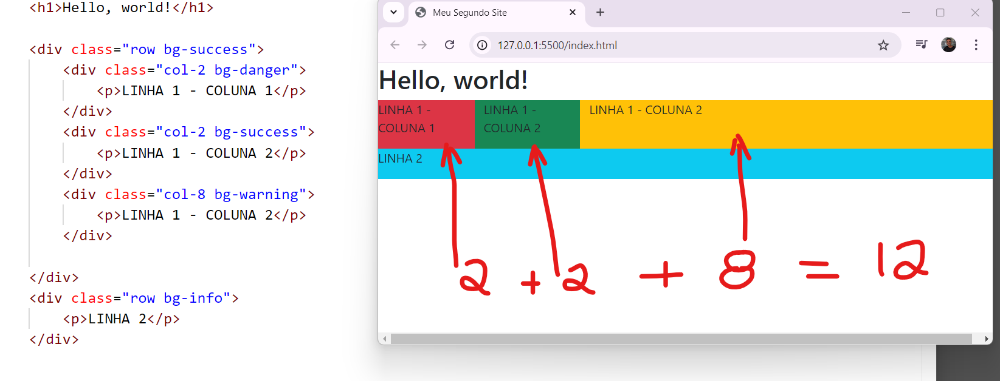 <h1>Hello, world!</h1>
<div class="row bg-success">
<div class="col-2 bg-danger">
<p>LINHA 1 - COLUNA 1</p>
</div>
<div class="col-2 bg-success">
<p>LINHA 1 - COLUNA 2</p>
</div>
<div class="col-8 bg-warning">
<p>LINHA 1 - COLUNA 2</p>
</div>
</div>
<div class="row bg-info">
<p>LINHA 2</p>
</div>
Meu Segundo Site
127.0.0.1:5500/index.html
Hello, world!
LINHA 1 -
COLUNA 1
LINHA 1 -
COLUNA 2
LINHA 1 - COLUNA 2
LINHA 2
2 + 2 + 8 = 12